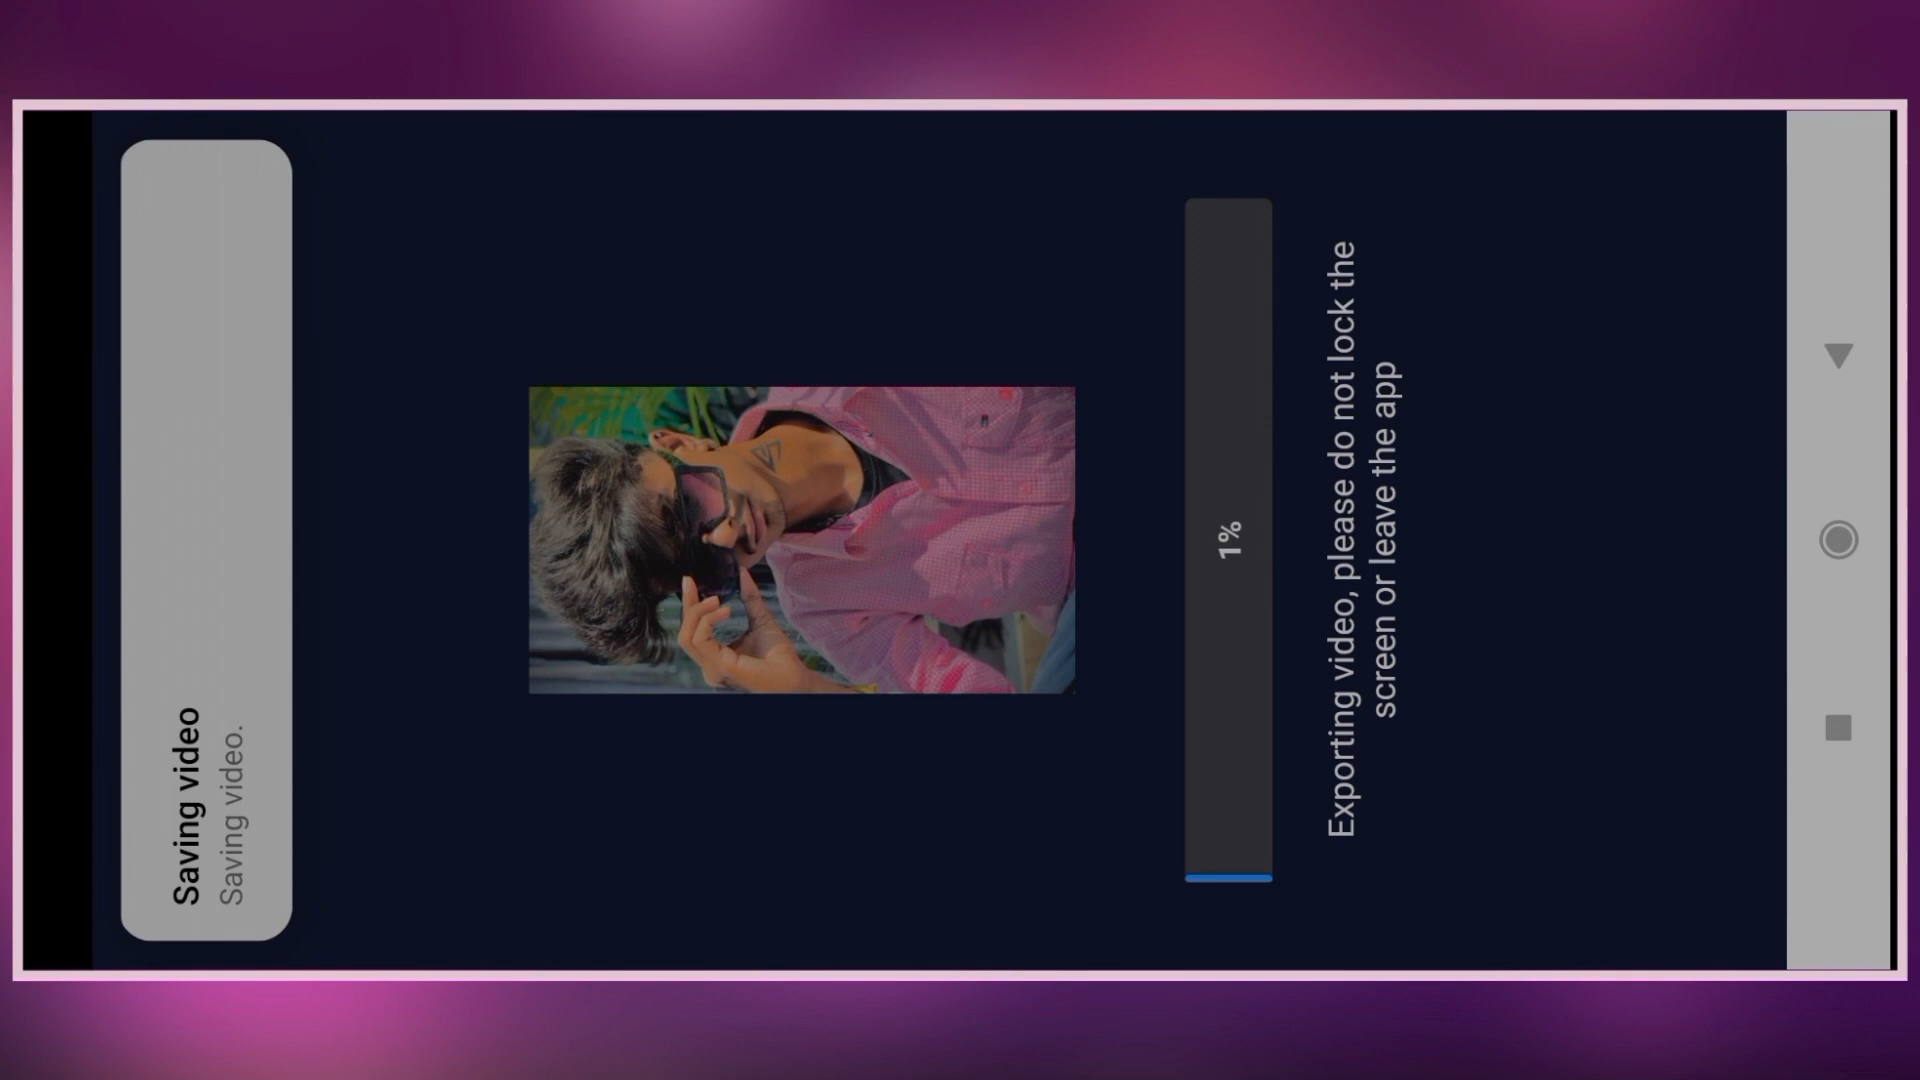 Saving video
Saving video.
1%
Exporting video, please do not lock the
screen or leave the app